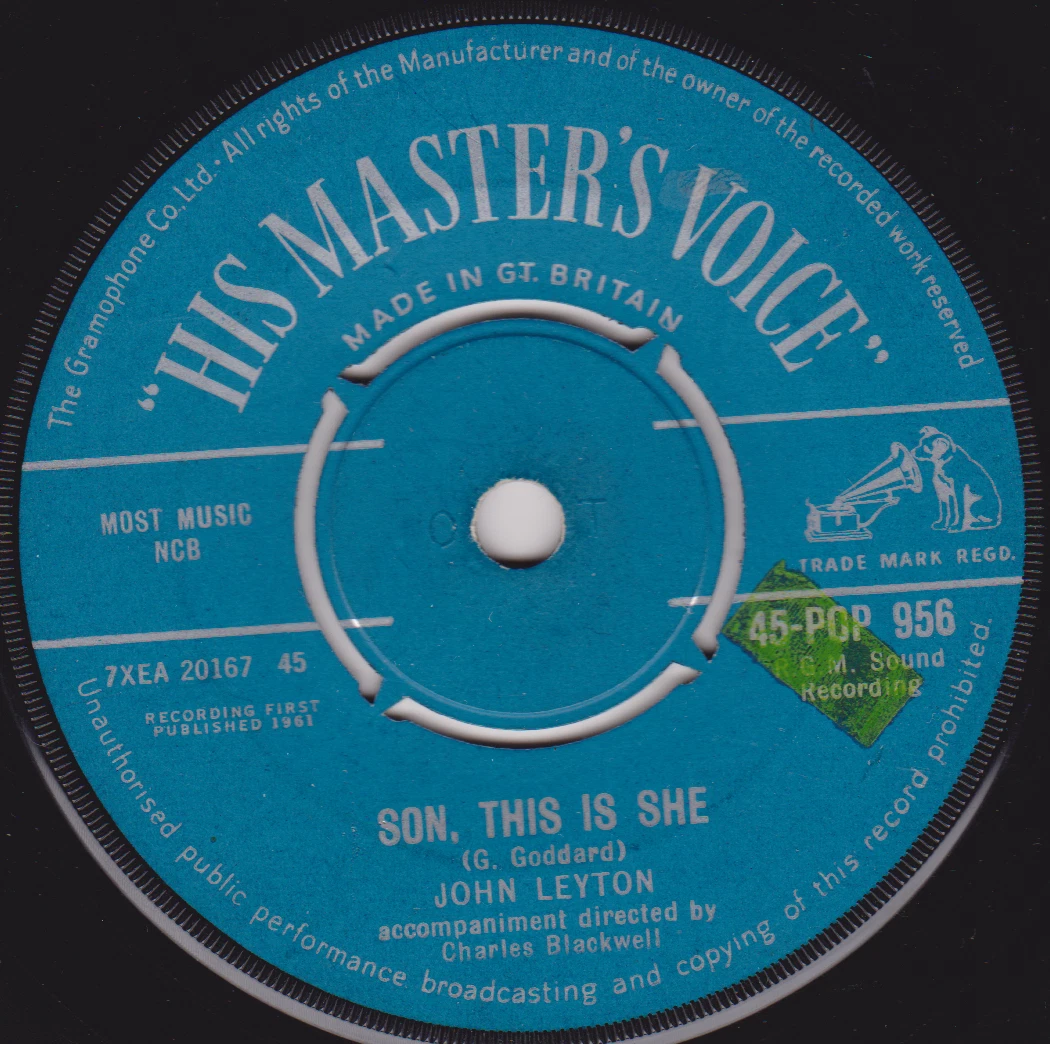 The Gramophone Co. Ltd. · All rights of the Manufacturer and of the owner of the recorded work reserved
"HIS MASTER'S VOICE"
MADE IN GT. BRITAIN
MOST MUSIC
NCB
TRADE MARK REGD.
7XEA 20167 45
RECORDING FIRST
PUBLISHED 1961
45-POP 956
G M. Sound
Recording
SON, THIS IS SHE
(G. Goddard)
JOHN LEYTON
accompaniment directed by
Charles Blackwell
Unauthorised public performance broadcasting and copying of this record prohibited.